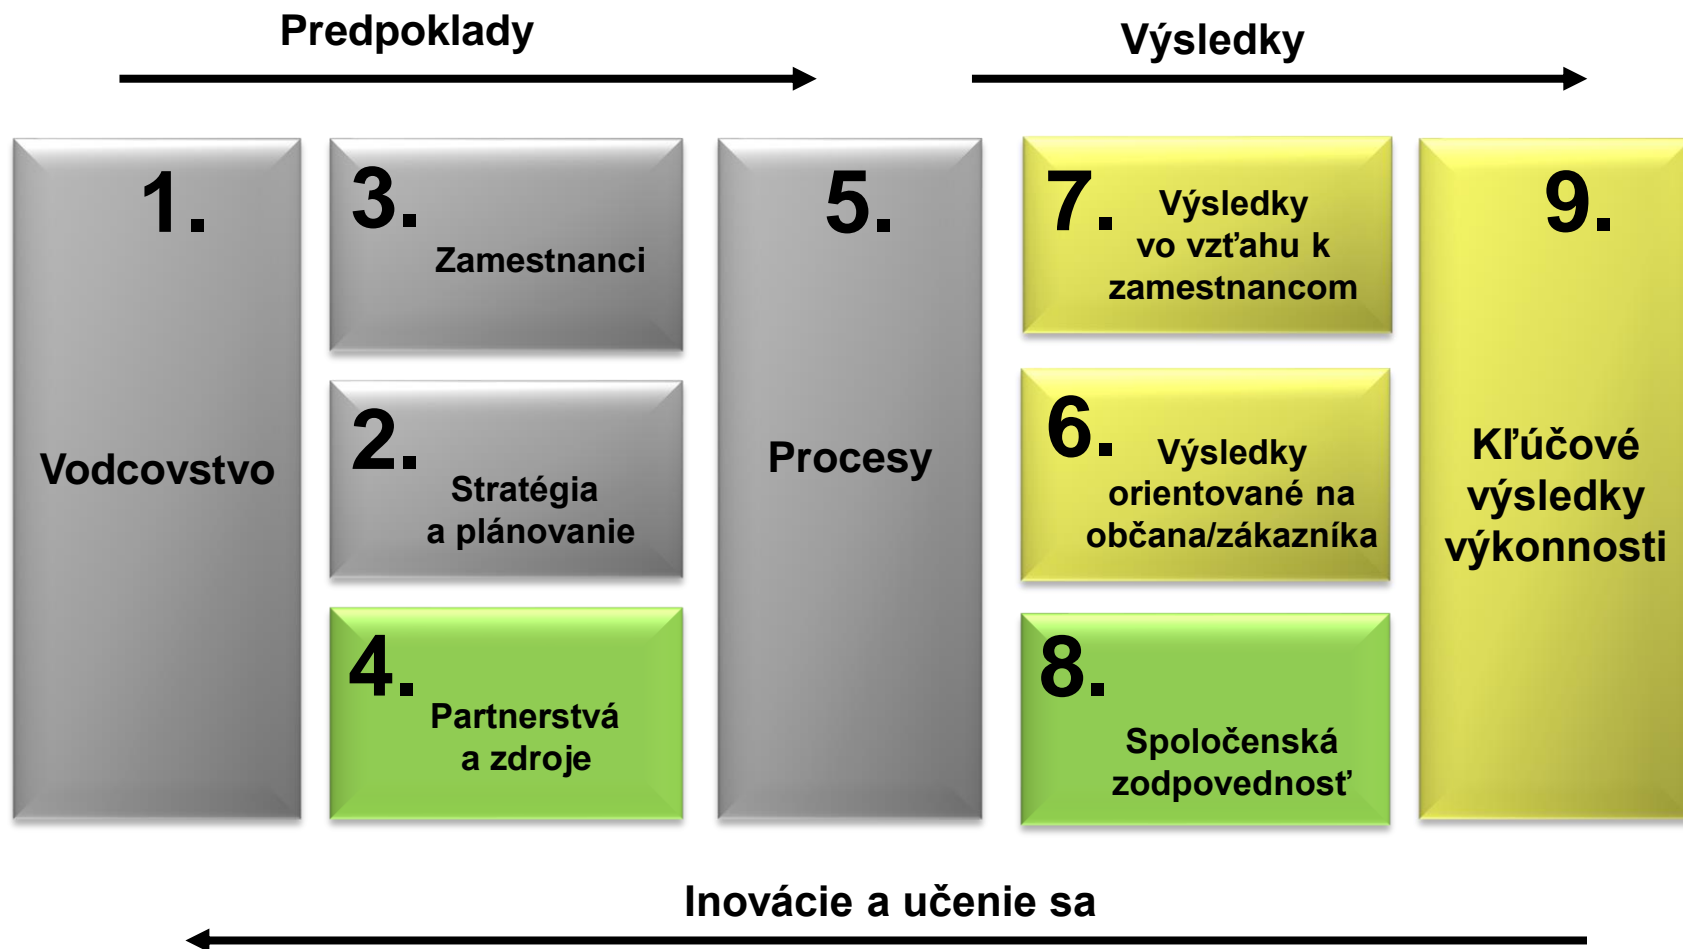 Predpoklady
Výsledky
1.
Vodcovstvo
3.
Zamestnanci
2.
Stratégia
a plánovanie
4.
Partnerstvá
a zdroje
5.
Procesy
7.
Výsledky
vo vzťahu k
zamestnancom
6.
Výsledky
orientované na
občana/zákazníka
8.
Spoločenská
zodpovednosť
9.
Kľúčové
výsledky
výkonnosti
Inovácie a učenie sa